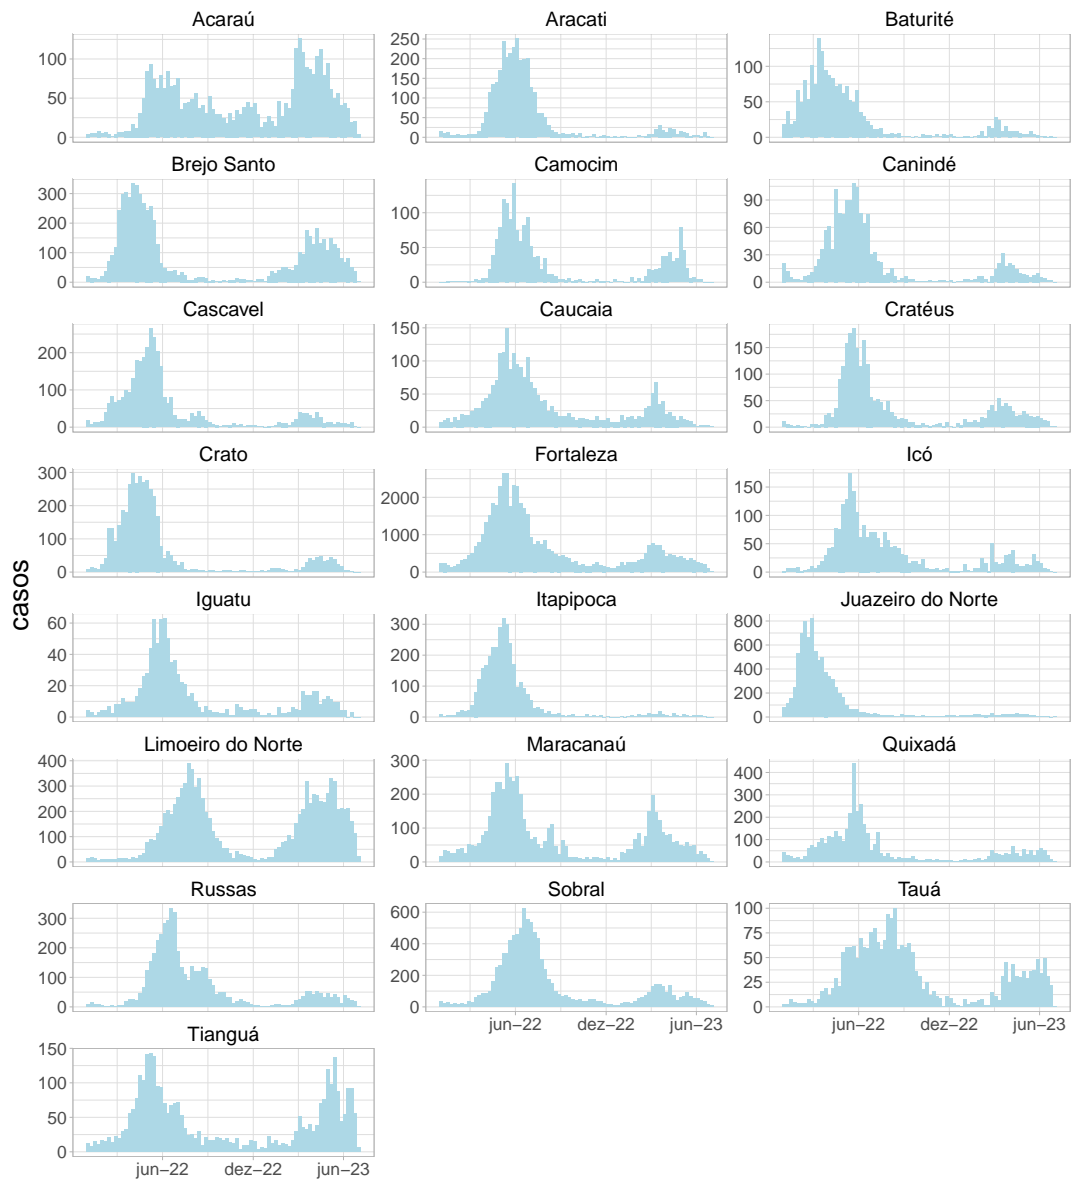 Acaraú Aracati Baturité
100 250 100
200
50 150 50
100
50
0 0 0
Brejo Santo Camocim Canindé
300 100 90
200 60
100 50 30
0 0 0
Cascavel Caucaia Cratéus
200 150 150
100 100 100
50 50
0 0 0
Crato Fortaleza Icó
300 2000 150
200 100
100 1000 50
0 0 0
casos
Iguatu Itapipoca Juazeiro do Norte
60 300 800
40 200 600
400
20 100 200
0 0 0
Limoeiro do Norte Maracanaú Quixadá
400 300 400
300 200 300
200 200
100 100 100
0 0 0
Russas Sobral Tauá
300 600 100
200 400 75
50
100 200 25
0 0 0
jun−22 dez−22 jun−23 jun−22 dez−22 jun−23
Tianguá
150
100
50
0
jun−22 dez−22 jun−23